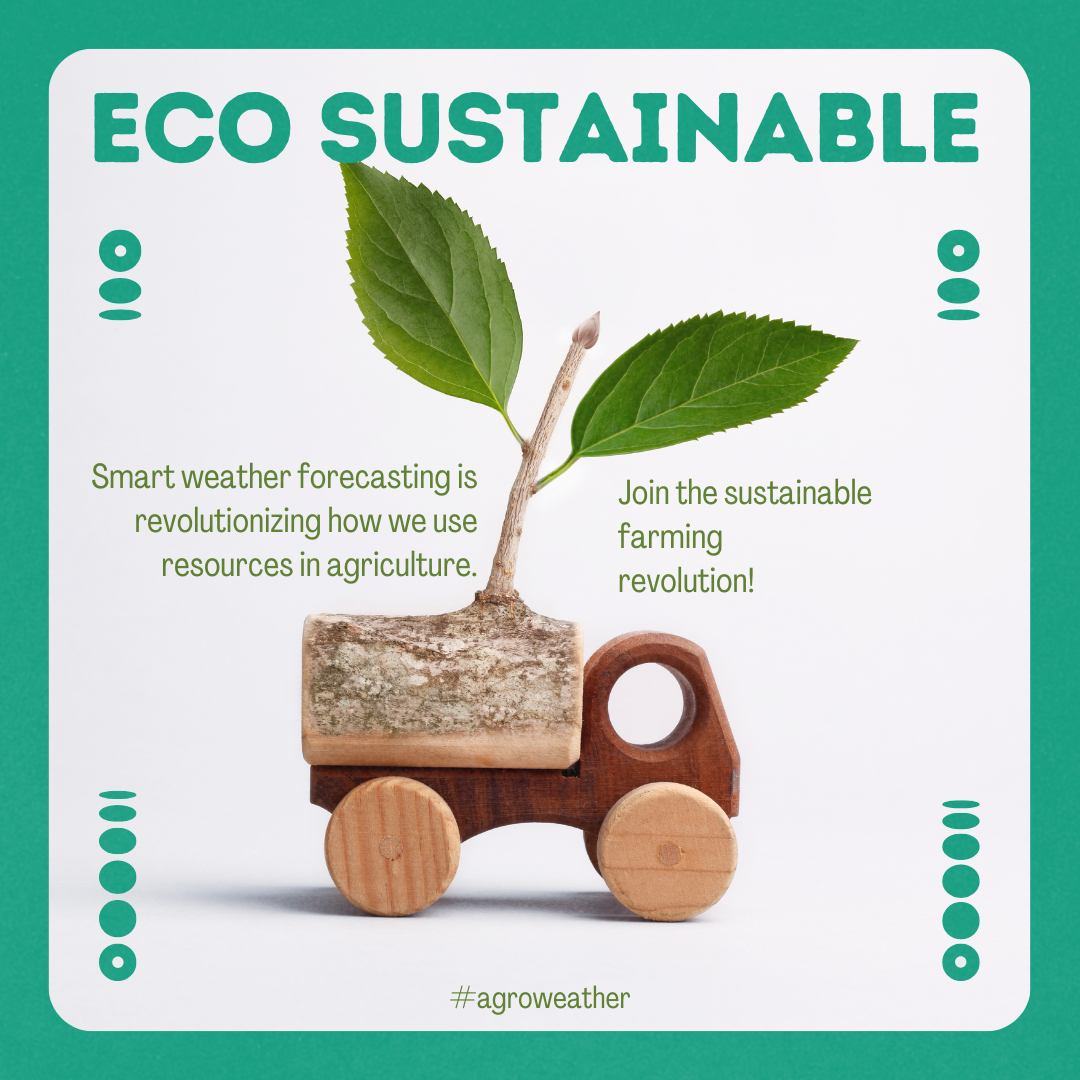 ECO SUSTAINABLE
Smart weather forecasting is
revolutionizing how we use
resources in agriculture.
Join the sustainable
farming
revolution!
#agroweather